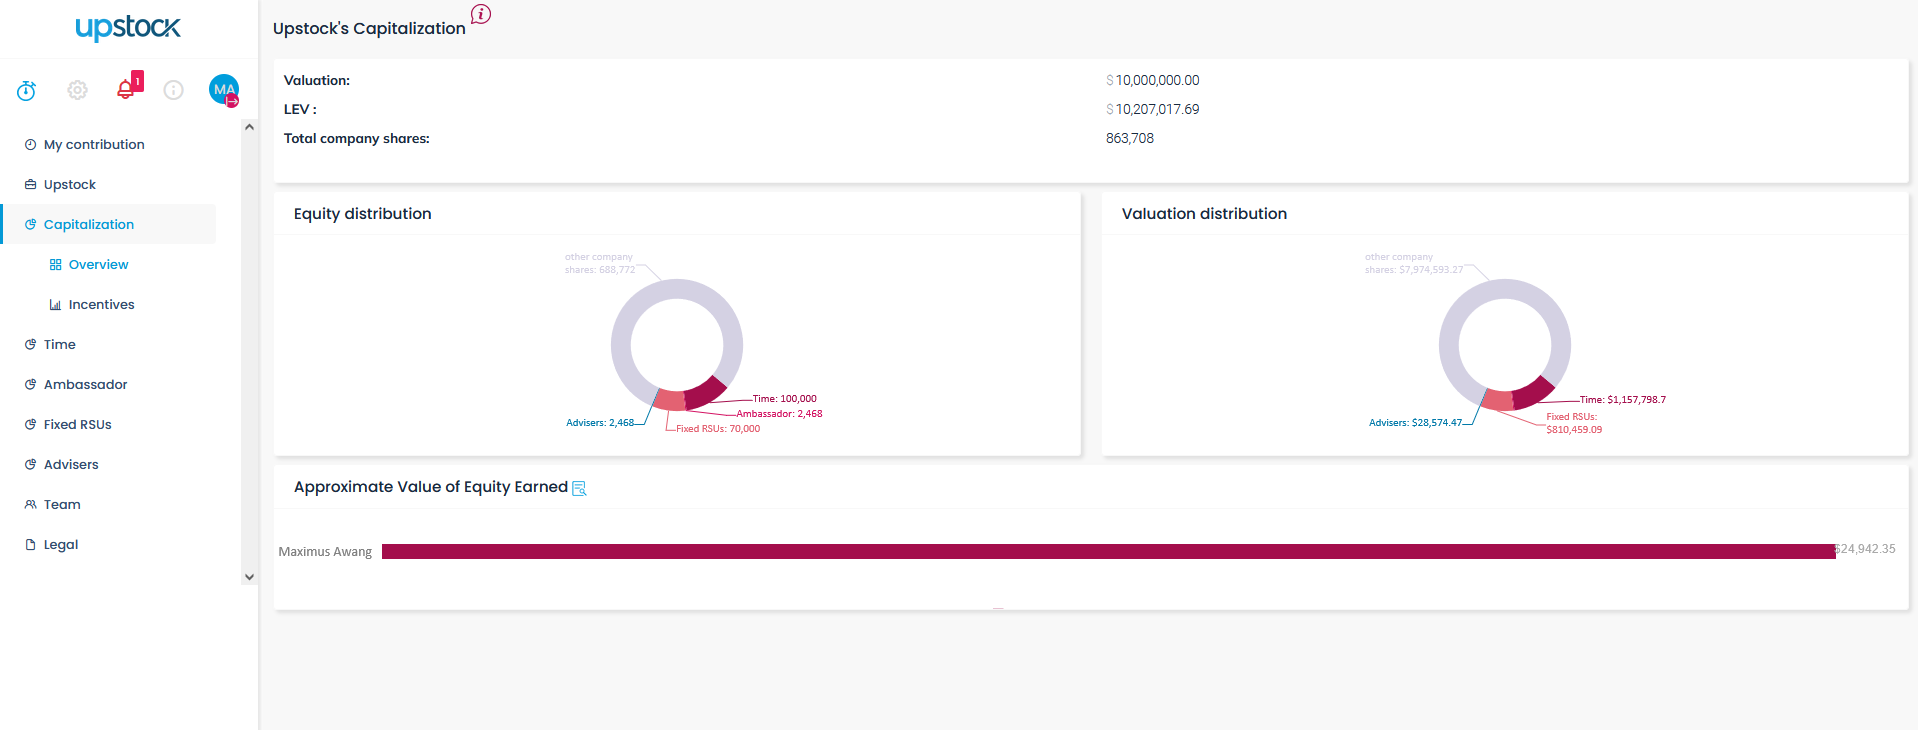 upstock
1
MA
My contribution
Upstock
Capitalization
Overview
Incentives
Time
Ambassador
Fixed RSUs
Advisers
Team
Legal
Upstock's Capitalization
i
Valuation: $ 10,000,000.00
LEV : $ 10,207,017.69
Total company shares: 863,708
Equity distribution
other company
shares: 688,772
Time: 100,000
Ambassador: 2,468
Advisers: 2,468
Fixed RSUs: 70,000
Valuation distribution
other company
shares: $7,974,593.27
Time: $1,157,798.7
Advisers: $28,574.47
Fixed RSUs:
$810,459.09
Approximate Value of Equity Earned
Maximus Awang $24,942.35